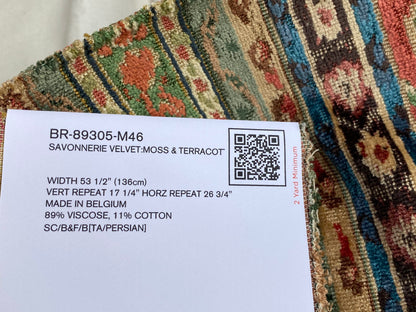 BR-89305-M46
SAVONNERIE VELVET:MOSS & TERRACOT
WIDTH 53 1/2" (136cm)
VERT REPEAT 17 1/4" HORZ REPEAT 26 3/4"
MADE IN BELGIUM
89% VISCOSE, 11% COTTON
SC/B&F/B[TA/PERSIAN]
2 Yard Minimum